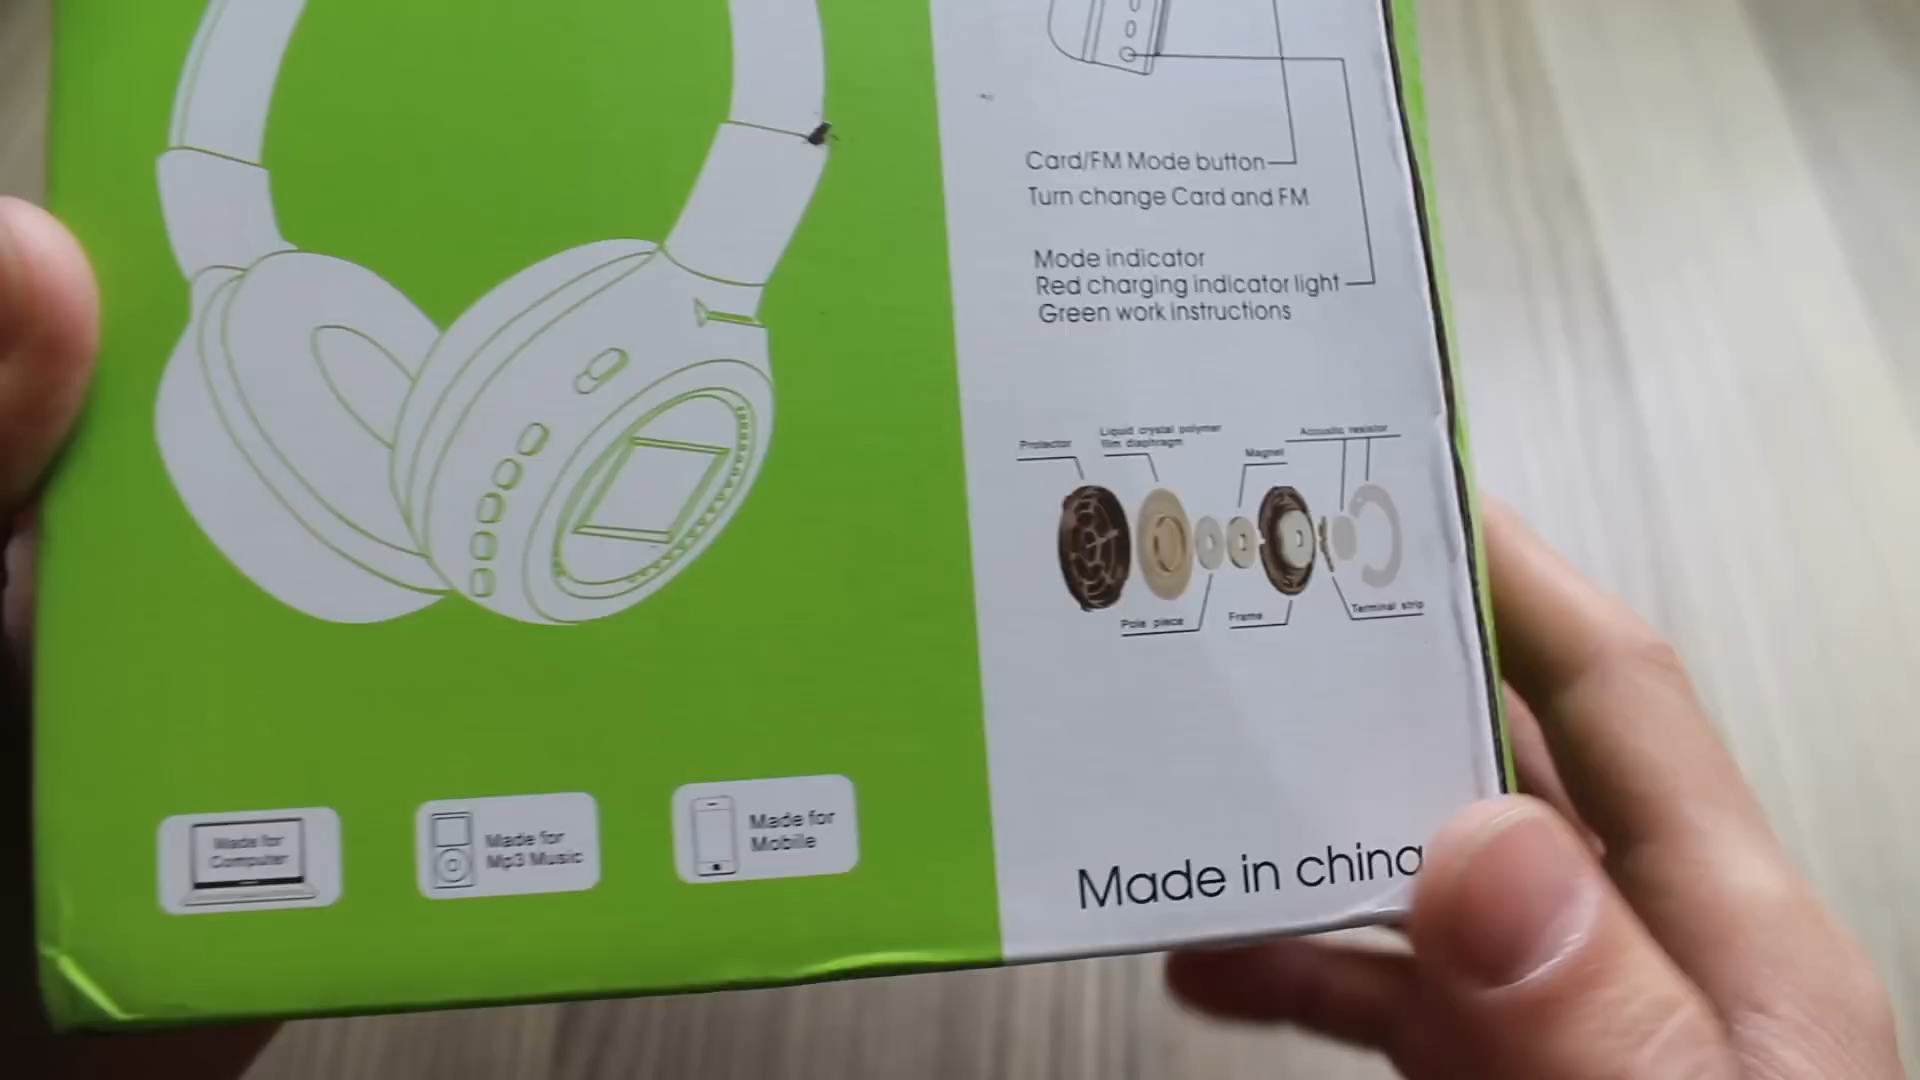 Card/FM Mode button
Turn change Card and FM
Mode indicator
Red charging indicator light
Green work instructions
Protector
Liquid crystal polymer
film diaphragm
Magnet
Acoustic resistor
Pole piece
Frame
Terminal strip
Made for
Computer
Made for
Mp3 Music
Made for
Mobile
Made in china